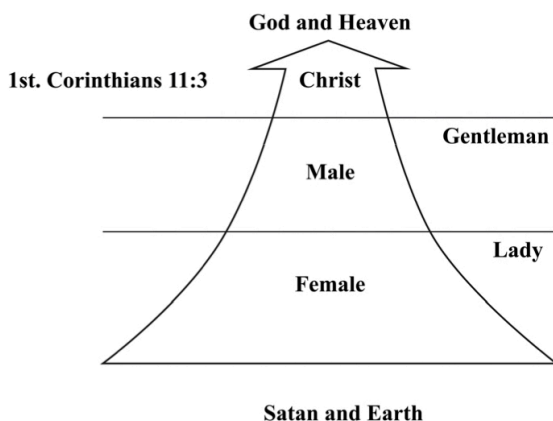 God and Heaven
1st. Corinthians 11:3
Christ
Gentleman
Male
Lady
Female
Satan and Earth